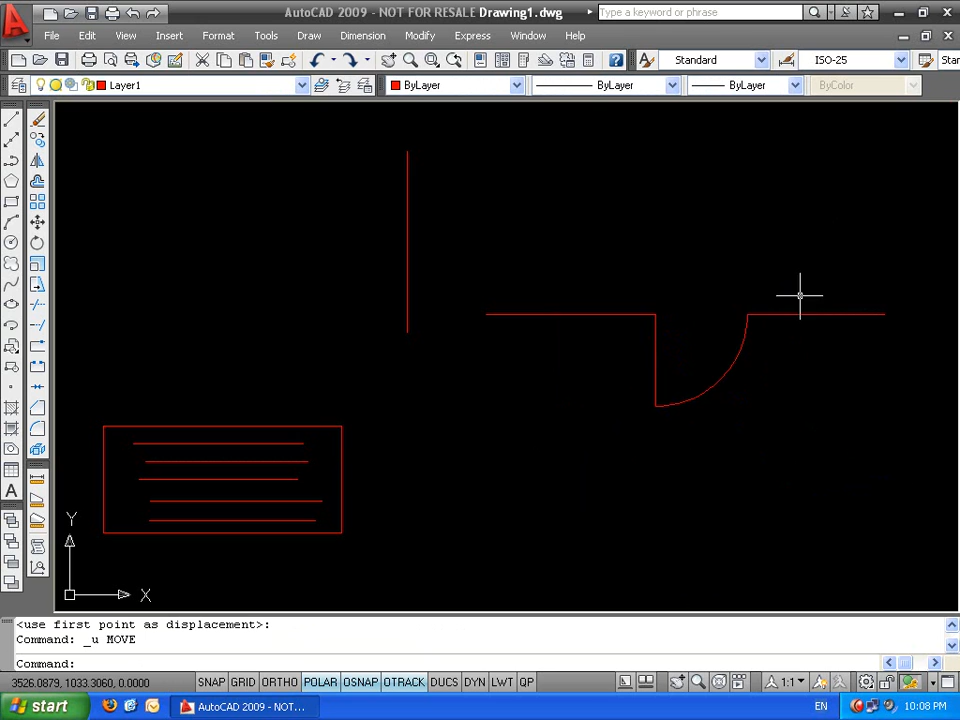 AutoCAD 2009 - NOT FOR RESALE Drawing1.dwg
Type a keyword or phrase
File Edit View Insert Format Tools Draw Dimension Modify Express Window Help
Standard ISO-25 Star
Layer1 ByLayer ByLayer ByLayer ByColor
A
Y
X
<use first point as displacement>:
Command: _u MOVE
Command:
3526.0879, 1033.3060, 0.0000 SNAP GRID ORTHO POLAR OSNAP OTRACK DUCS DYN LWT QP 1:1
start AutoCAD 2009 - NOT... EN 10:08 PM